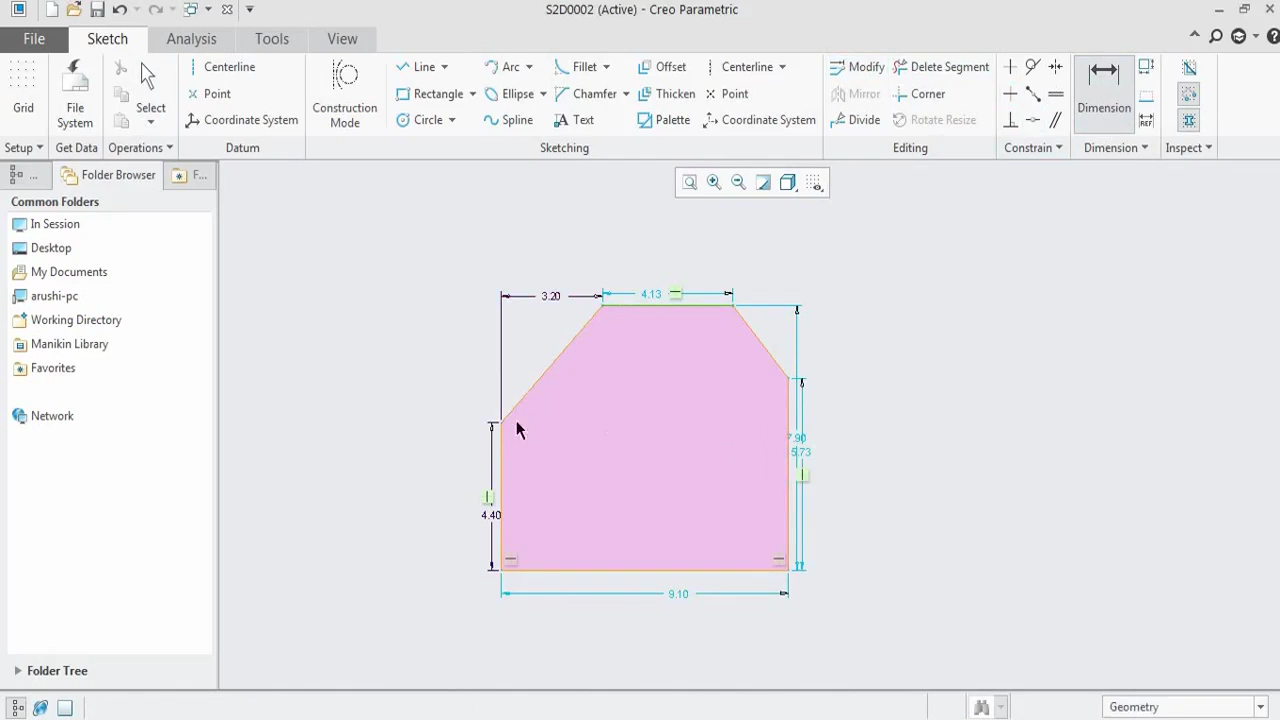 S2D0002 (Active) - Creo Parametric
File Sketch Analysis Tools View
Centerline Line Arc Fillet Offset Centerline Modify Delete Segment
Point Rectangle Ellipse Chamfer Thicken Point Mirror Corner
Grid File System Select Coordinate System Construction Mode Circle Spline Text Palette Coordinate System Divide Rotate Resize Dimension
REF
Setup Get Data Operations Datum Sketching Editing Constrain Dimension Inspect
... Folder Browser F...
Common Folders
In Session
Desktop
My Documents
arushi-pc
Working Directory
Manikin Library
Favorites
Network
3.20 4.13
7.90
5.73
4.40
9.10
Folder Tree
Geometry